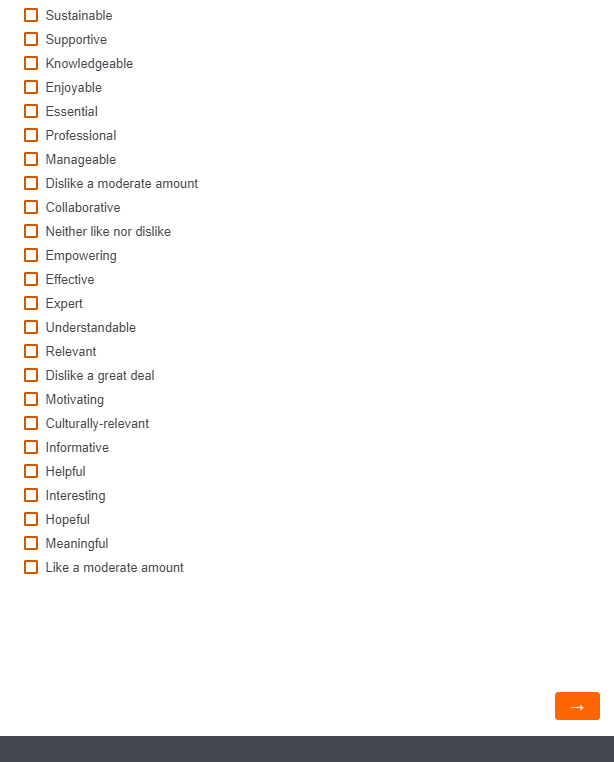 Sustainable
Supportive
Knowledgeable
Enjoyable
Essential
Professional
Manageable
Dislike a moderate amount
Collaborative
Neither like nor dislike
Empowering
Effective
Expert
Understandable
Relevant
Dislike a great deal
Motivating
Culturally-relevant
Informative
Helpful
Interesting
Hopeful
Meaningful
Like a moderate amount
→